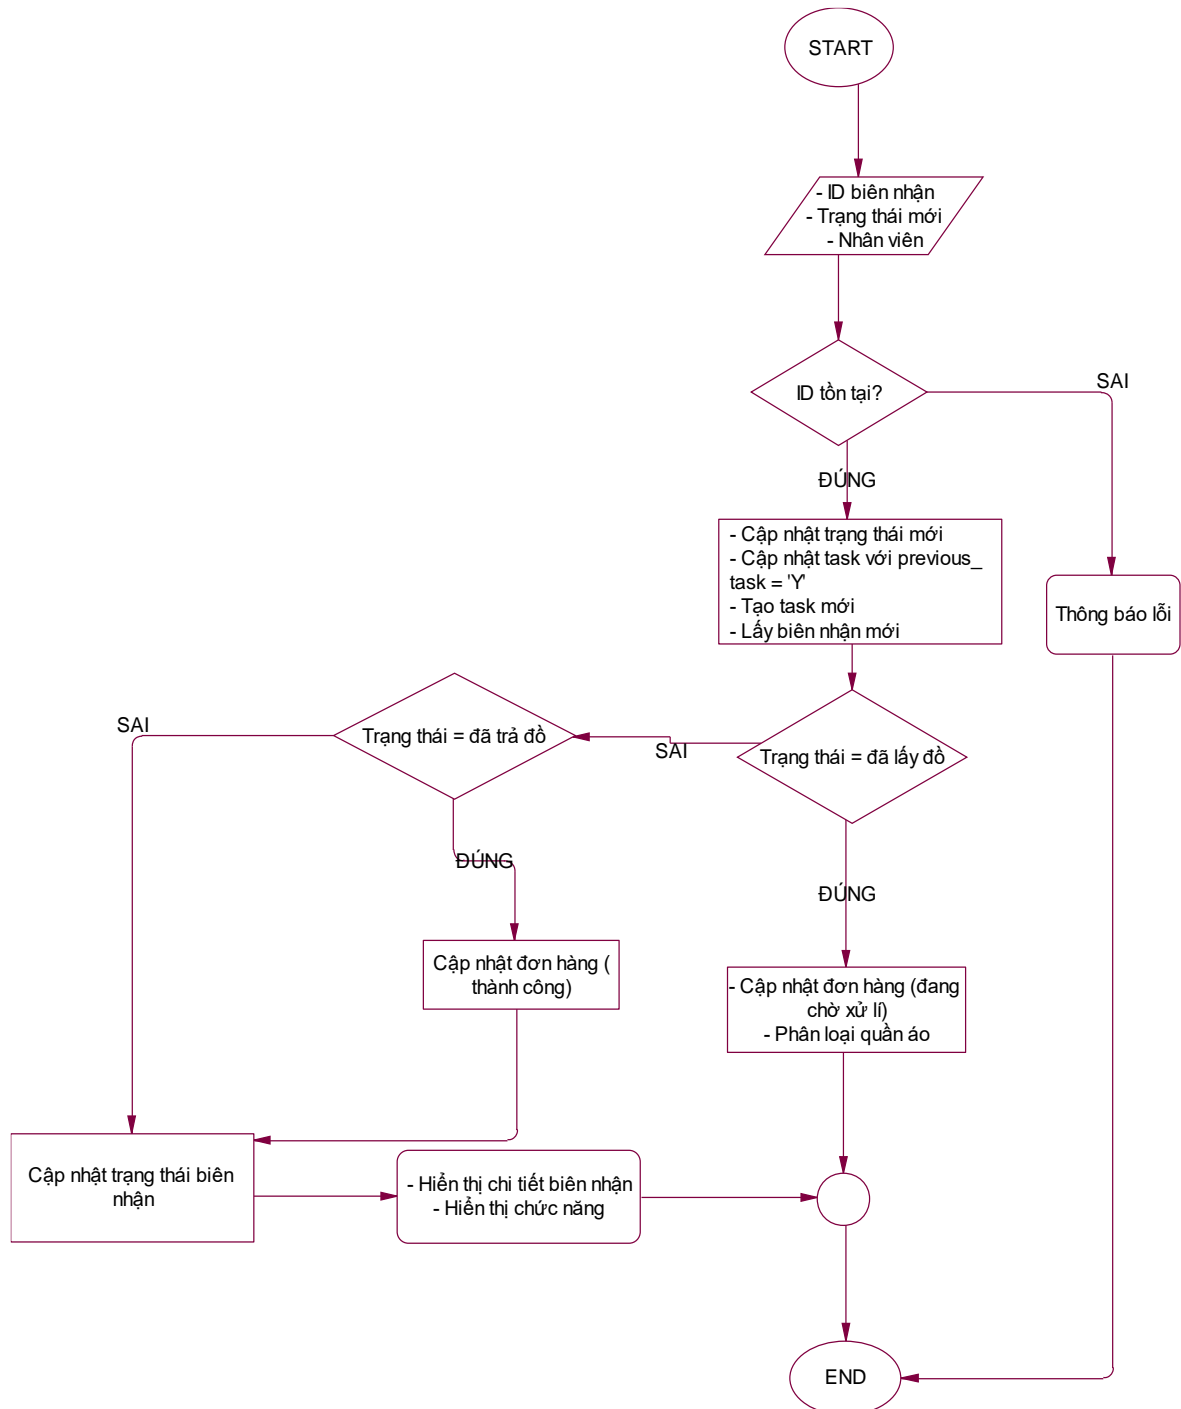 START
- ID biên nhận
- Trạng thái mới
- Nhân viên
ID tồn tại?
SAI
ĐÚNG
- Cập nhật trạng thái mới
- Cập nhật task với previous_
task = 'Y'
- Tạo task mới
- Lấy biên nhận mới
Thông báo lỗi
SAI
Trạng thái = đã trả đồ
SAI
Trạng thái = đã lấy đồ
ĐÚNG
ĐÚNG
Cập nhật đơn hàng (
thành công)
- Cập nhật đơn hàng (đang
chờ xử lí)
- Phân loại quần áo
Cập nhật trạng thái biên
nhận
- Hiển thị chi tiết biên nhận
- Hiển thị chức năng
END